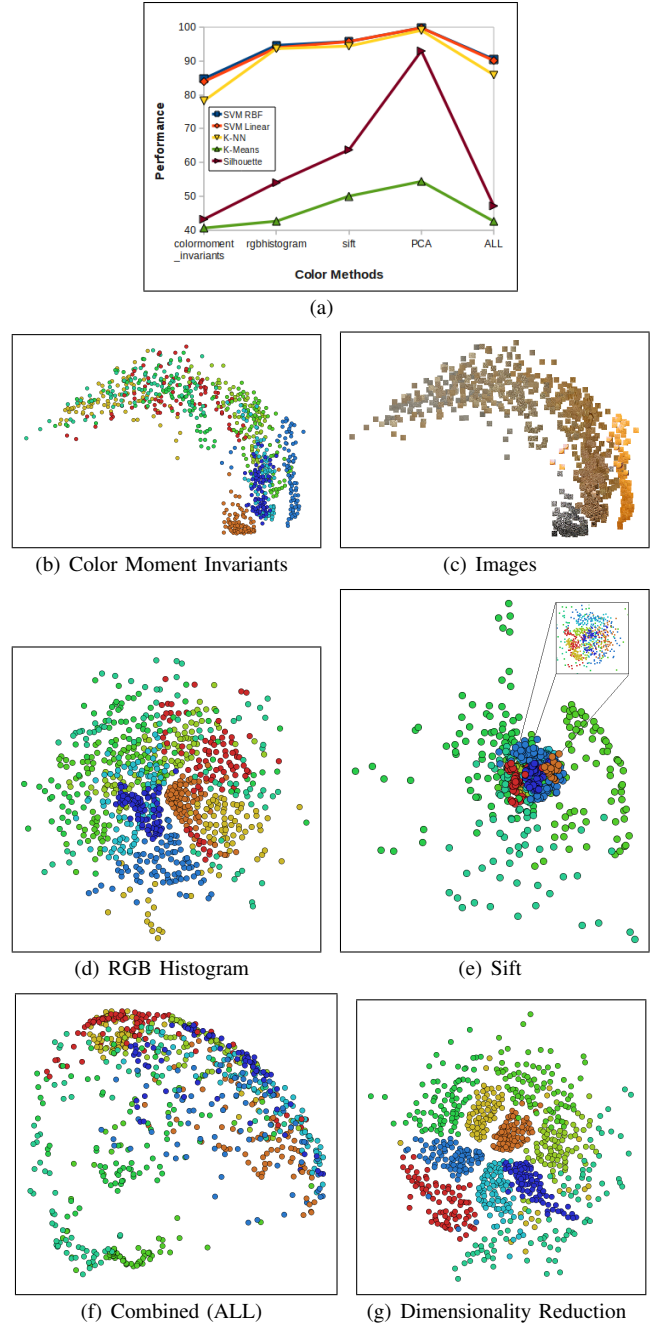 100
90
80
70
60
50
40
Performance
SVM RBF
SVM Linear
K-NN
K-Means
Silhouette
colormoment
_invariants
rgbhistogram
sift
PCA
ALL
Color Methods
(a)
(b) Color Moment Invariants
(c) Images
(d) RGB Histogram
(e) Sift
(f) Combined (ALL)
(g) Dimensionality Reduction